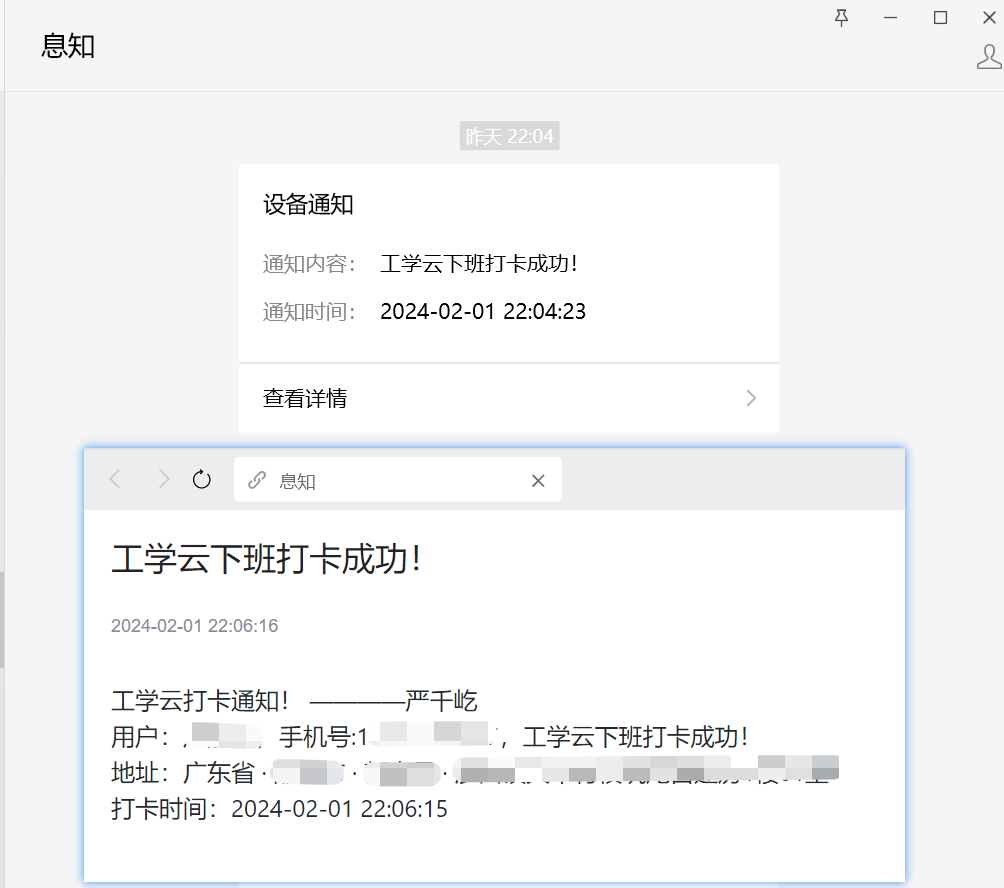 息知
昨天 22:04
设备通知
通知内容： 工学云下班打卡成功！
通知时间： 2024-02-01 22:04:23
查看详情
息知
工学云下班打卡成功！
2024-02-01 22:06:16
工学云打卡通知！ ————严千屹
用户： 手机号:1 ，工学云下班打卡成功！
地址：广东省 · · ·
打卡时间：2024-02-01 22:06:15